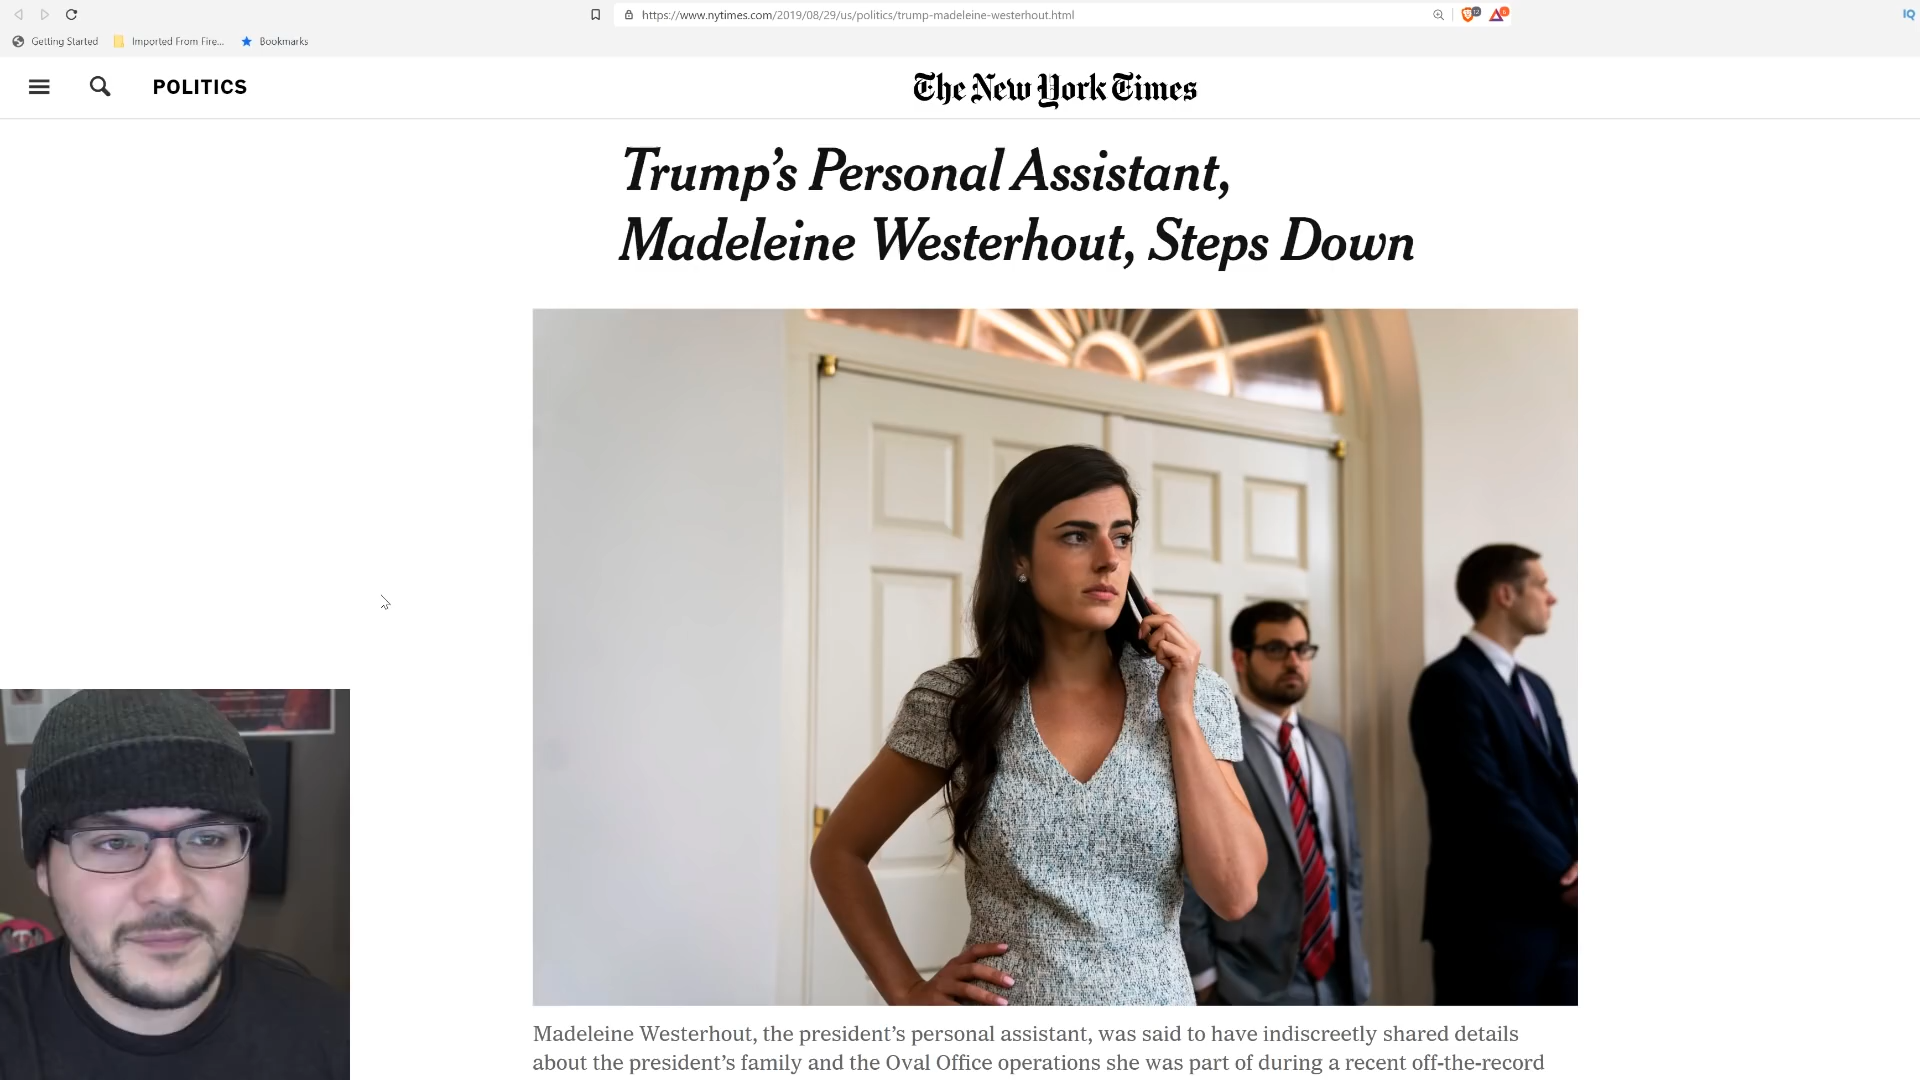 https://www.nytimes.com/2019/08/29/us/politics/trump-madeleine-westerhout.html
IQ
Getting Started
Imported From Fire...
Bookmarks
POLITICS
The New York Times
Trump's Personal Assistant,
Madeleine Westerhout, Steps Down
Madeleine Westerhout, the president's personal assistant, was said to have indiscreetly shared details
about the president's family and the Oval Office operations she was part of during a recent off-the-record